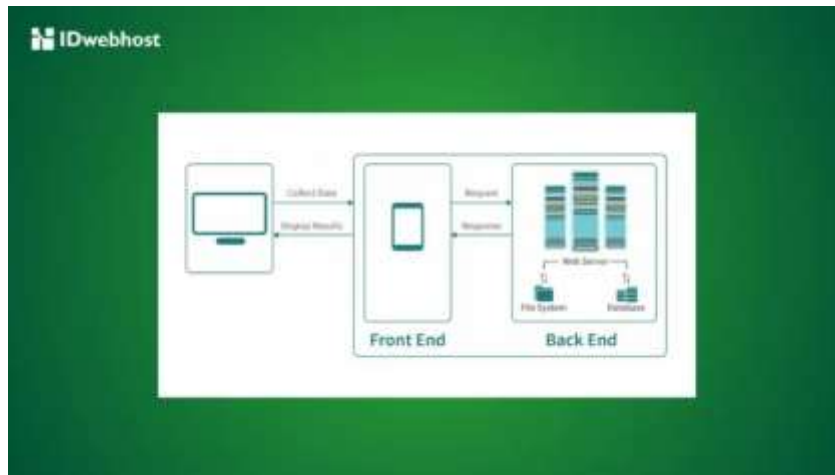 IDwebhost
Collect Data
Display Results
Request
Response
Web Server
File System
Database
Front End
Back End